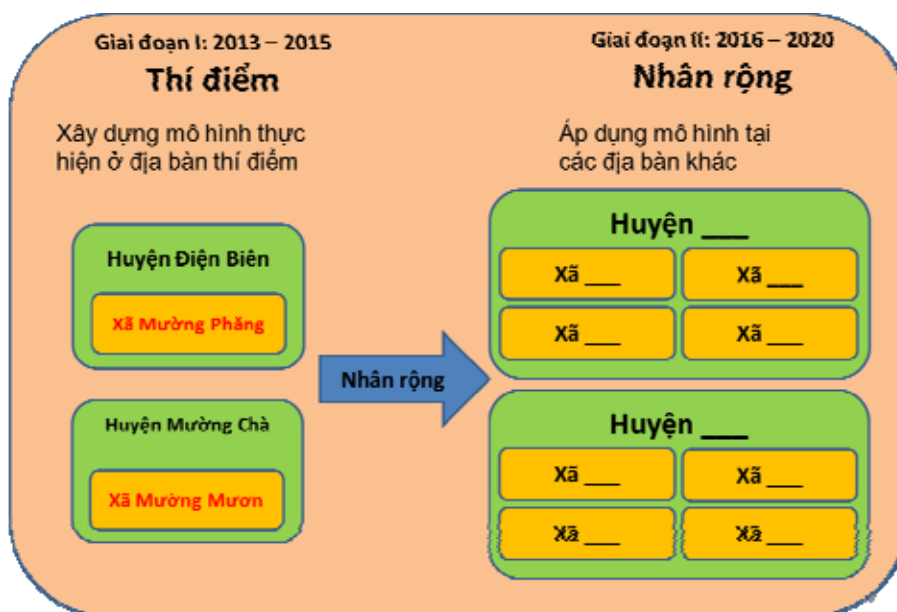 Giai đoạn I: 2013 – 2015
Thí điểm
Xây dựng mô hình thực
hiện ở địa bàn thí điểm
Huyện Điện Biên
Xã Mường Phăng
Huyện Mường Chà
Xã Mường Mươn
Nhân rộng
Giai đoạn II: 2016 – 2020
Nhân rộng
Áp dụng mô hình tại
các địa bàn khác
Huyện ___
Xã ___
Xã ___
Xã ___
Xã ___
Huyện ___
Xã ___
Xã ___
Xã ___
Xã ___